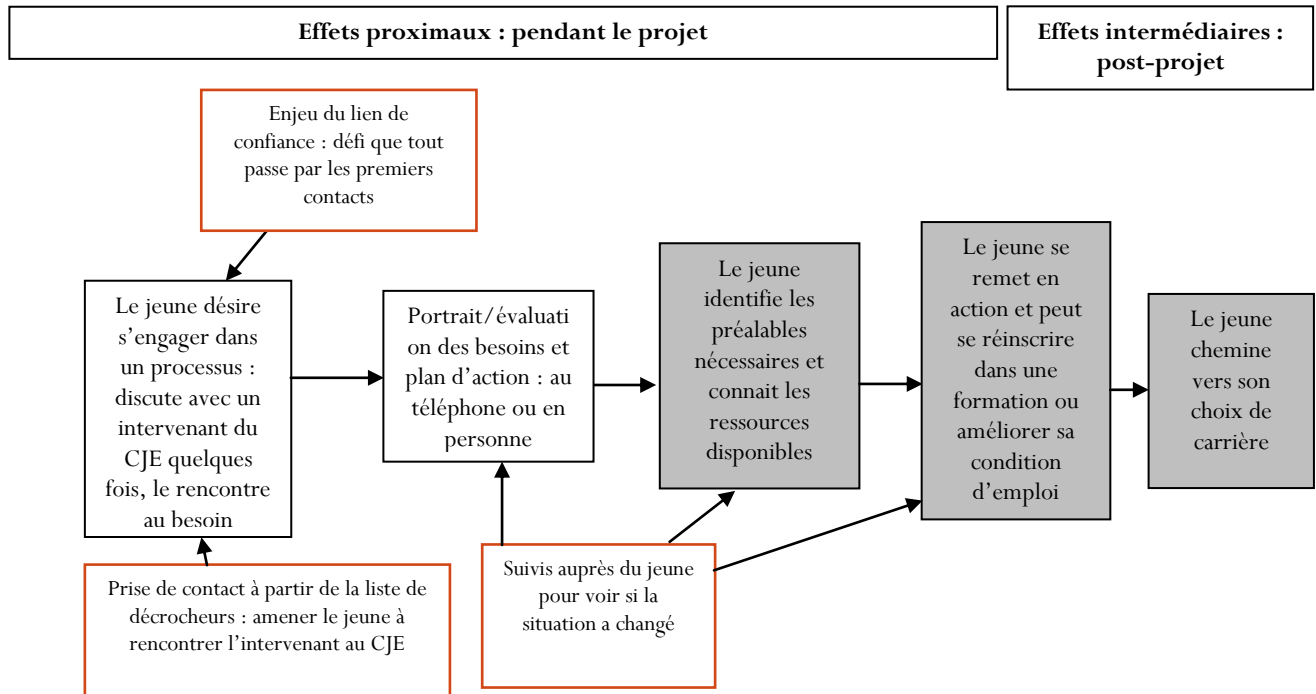 Effets proximaux : pendant le projet
Effets intermédiaires :
post-projet
Enjeu du lien de
confiance : défi que tout
passe par les premiers
contacts
Le jeune désire
s’engager dans
un processus :
discute avec un
intervenant du
CJE quelques
fois, le rencontre
au besoin
Portrait/évaluati
on des besoins et
plan d’action : au
téléphone ou en
personne
Le jeune
identifie les
préalables
nécessaires et
connait les
ressources
disponibles
Le jeune se
remet en
action et peut
se réinscrire
dans une
formation ou
améliorer sa
condition
d’emploi
Le jeune
chemine
vers son
choix de
carrière
Prise de contact à partir de la liste de
décrocheurs : amener le jeune à
rencontrer l’intervenant au CJE
Suivis auprès du jeune
pour voir si la
situation a changé